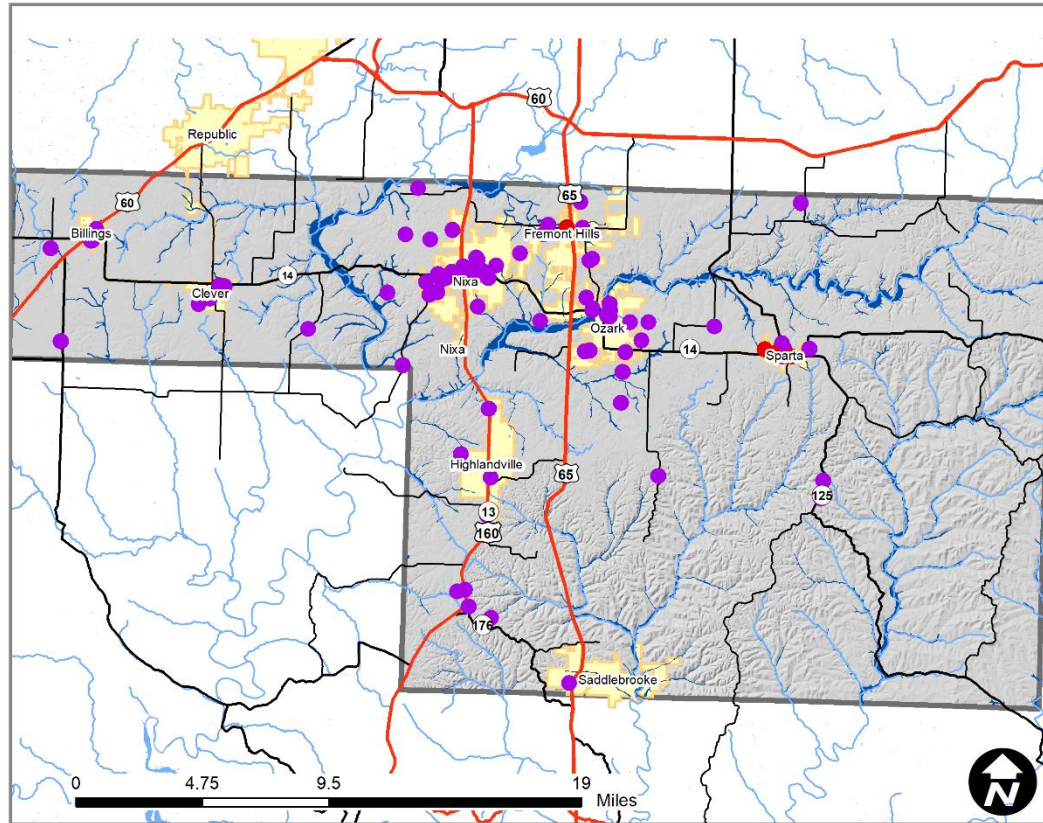 60
Republic
65
60
Billings
Fremont Hills
14
Nixa
Clever
Ozark
Nixa
14
Sparta
Highlandville
65
125
13
160
176
Saddlebrooke
0 4.75 9.5 19
Miles
N